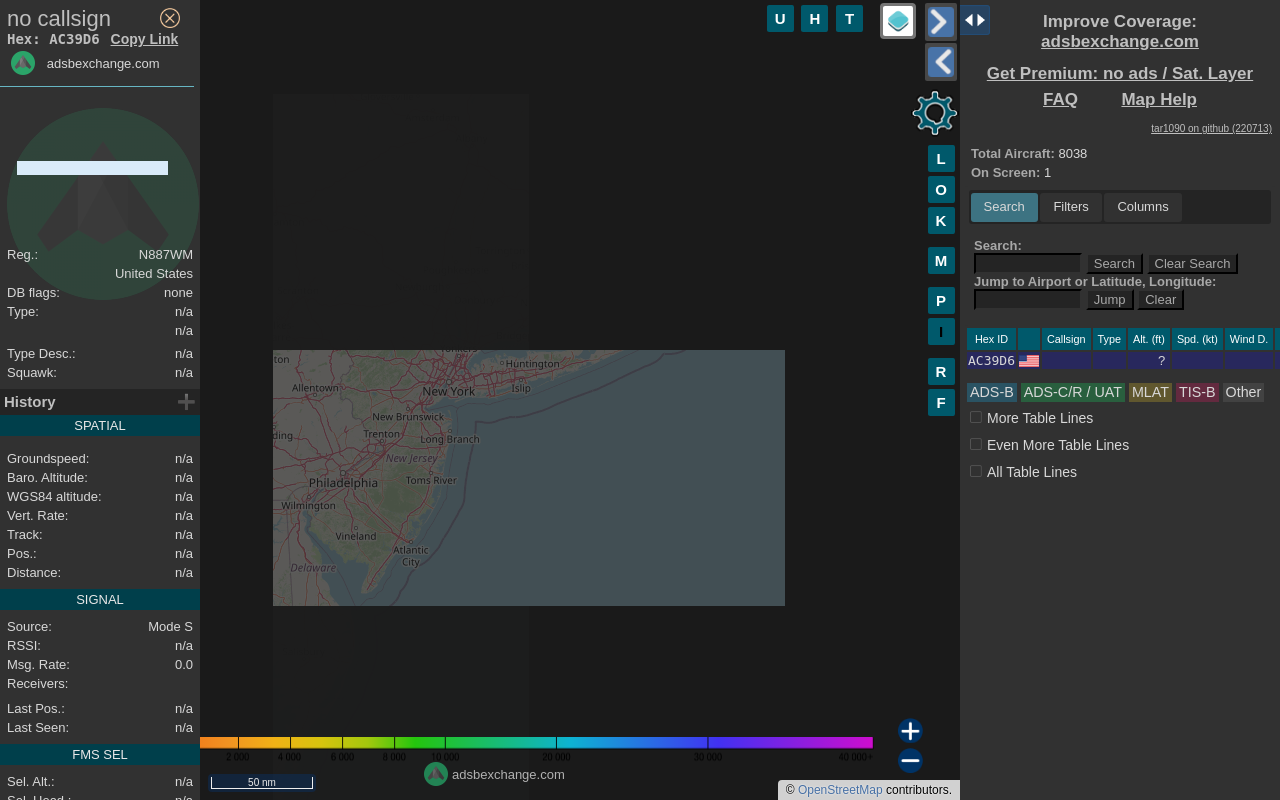 no callsign
Hex: AC39D6 Copy Link
adsbexchange.com
Reg.: N887WM
United States
DB flags: none
Type: n/a
n/a
Type Desc.: n/a
Squawk: n/a
History
SPATIAL
Groundspeed: n/a
Baro. Altitude: n/a
WGS84 altitude: n/a
Vert. Rate: n/a
Track: n/a
Pos.: n/a
Distance: n/a
SIGNAL
Source: Mode S
RSSI: n/a
Msg. Rate: 0.0
Receivers:
Last Pos.: n/a
Last Seen: n/a
FMS SEL
Sel. Alt.: n/a
U H T
L
O
K
M
P
I
R
F
Huntington
Allentown
New York
Islip
New Brunswick
Trenton
Long Branch
New Jersey
Philadelphia
Toms River
Wilmington
Vineland
Atlantic
City
Delaware
2 000 4 000 6 000 8 000 10 000 20 000 30 000 40 000+
50 nm
adsbexchange.com
© OpenStreetMap contributors.
Improve Coverage:
adsbexchange.com
Get Premium: no ads / Sat. Layer
FAQ Map Help
tar1090 on github (220713)
Total Aircraft: 8038
On Screen: 1
Search Filters Columns
Search:
Search Clear Search
Jump to Airport or Latitude, Longitude:
Jump Clear
Hex ID Callsign Type Alt. (ft) Spd. (kt) Wind D.
AC39D6 ?
ADS-B ADS-C/R / UAT MLAT TIS-B Other
More Table Lines
Even More Table Lines
All Table Lines